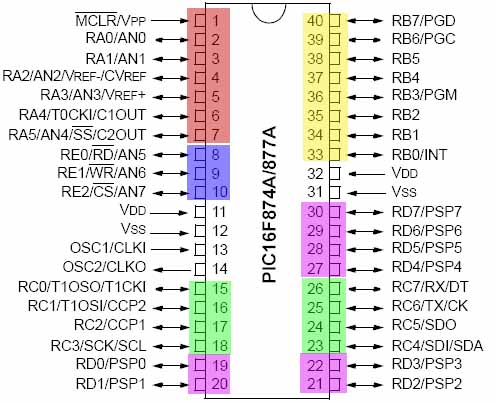 MCLR/VPP 1 40 RB7/PGD
RA0/AN0 2 39 RB6/PGC
RA1/AN1 3 38 RB5
RA2/AN2/VREF-/CVREF 4 37 RB4
RA3/AN3/VREF+ 5 36 RB3/PGM
RA4/T0CKI/C1OUT 6 35 RB2
RA5/AN4/SS/C2OUT 7 34 RB1
RE0/RD/AN5 8 33 RB0/INT
RE1/WR/AN6 9 32 VDD
RE2/CS/AN7 10 31 VSS
VDD 11 30 RD7/PSP7
VSS 12 29 RD6/PSP6
OSC1/CLKI 13 28 RD5/PSP5
OSC2/CLKO 14 27 RD4/PSP4
RC0/T1OSO/T1CKI 15 26 RC7/RX/DT
RC1/T1OSI/CCP2 16 25 RC6/TX/CK
RC2/CCP1 17 24 RC5/SDO
RC3/SCK/SCL 18 23 RC4/SDI/SDA
RD0/PSP0 19 22 RD3/PSP3
RD1/PSP1 20 21 RD2/PSP2
PIC16F874A/877A